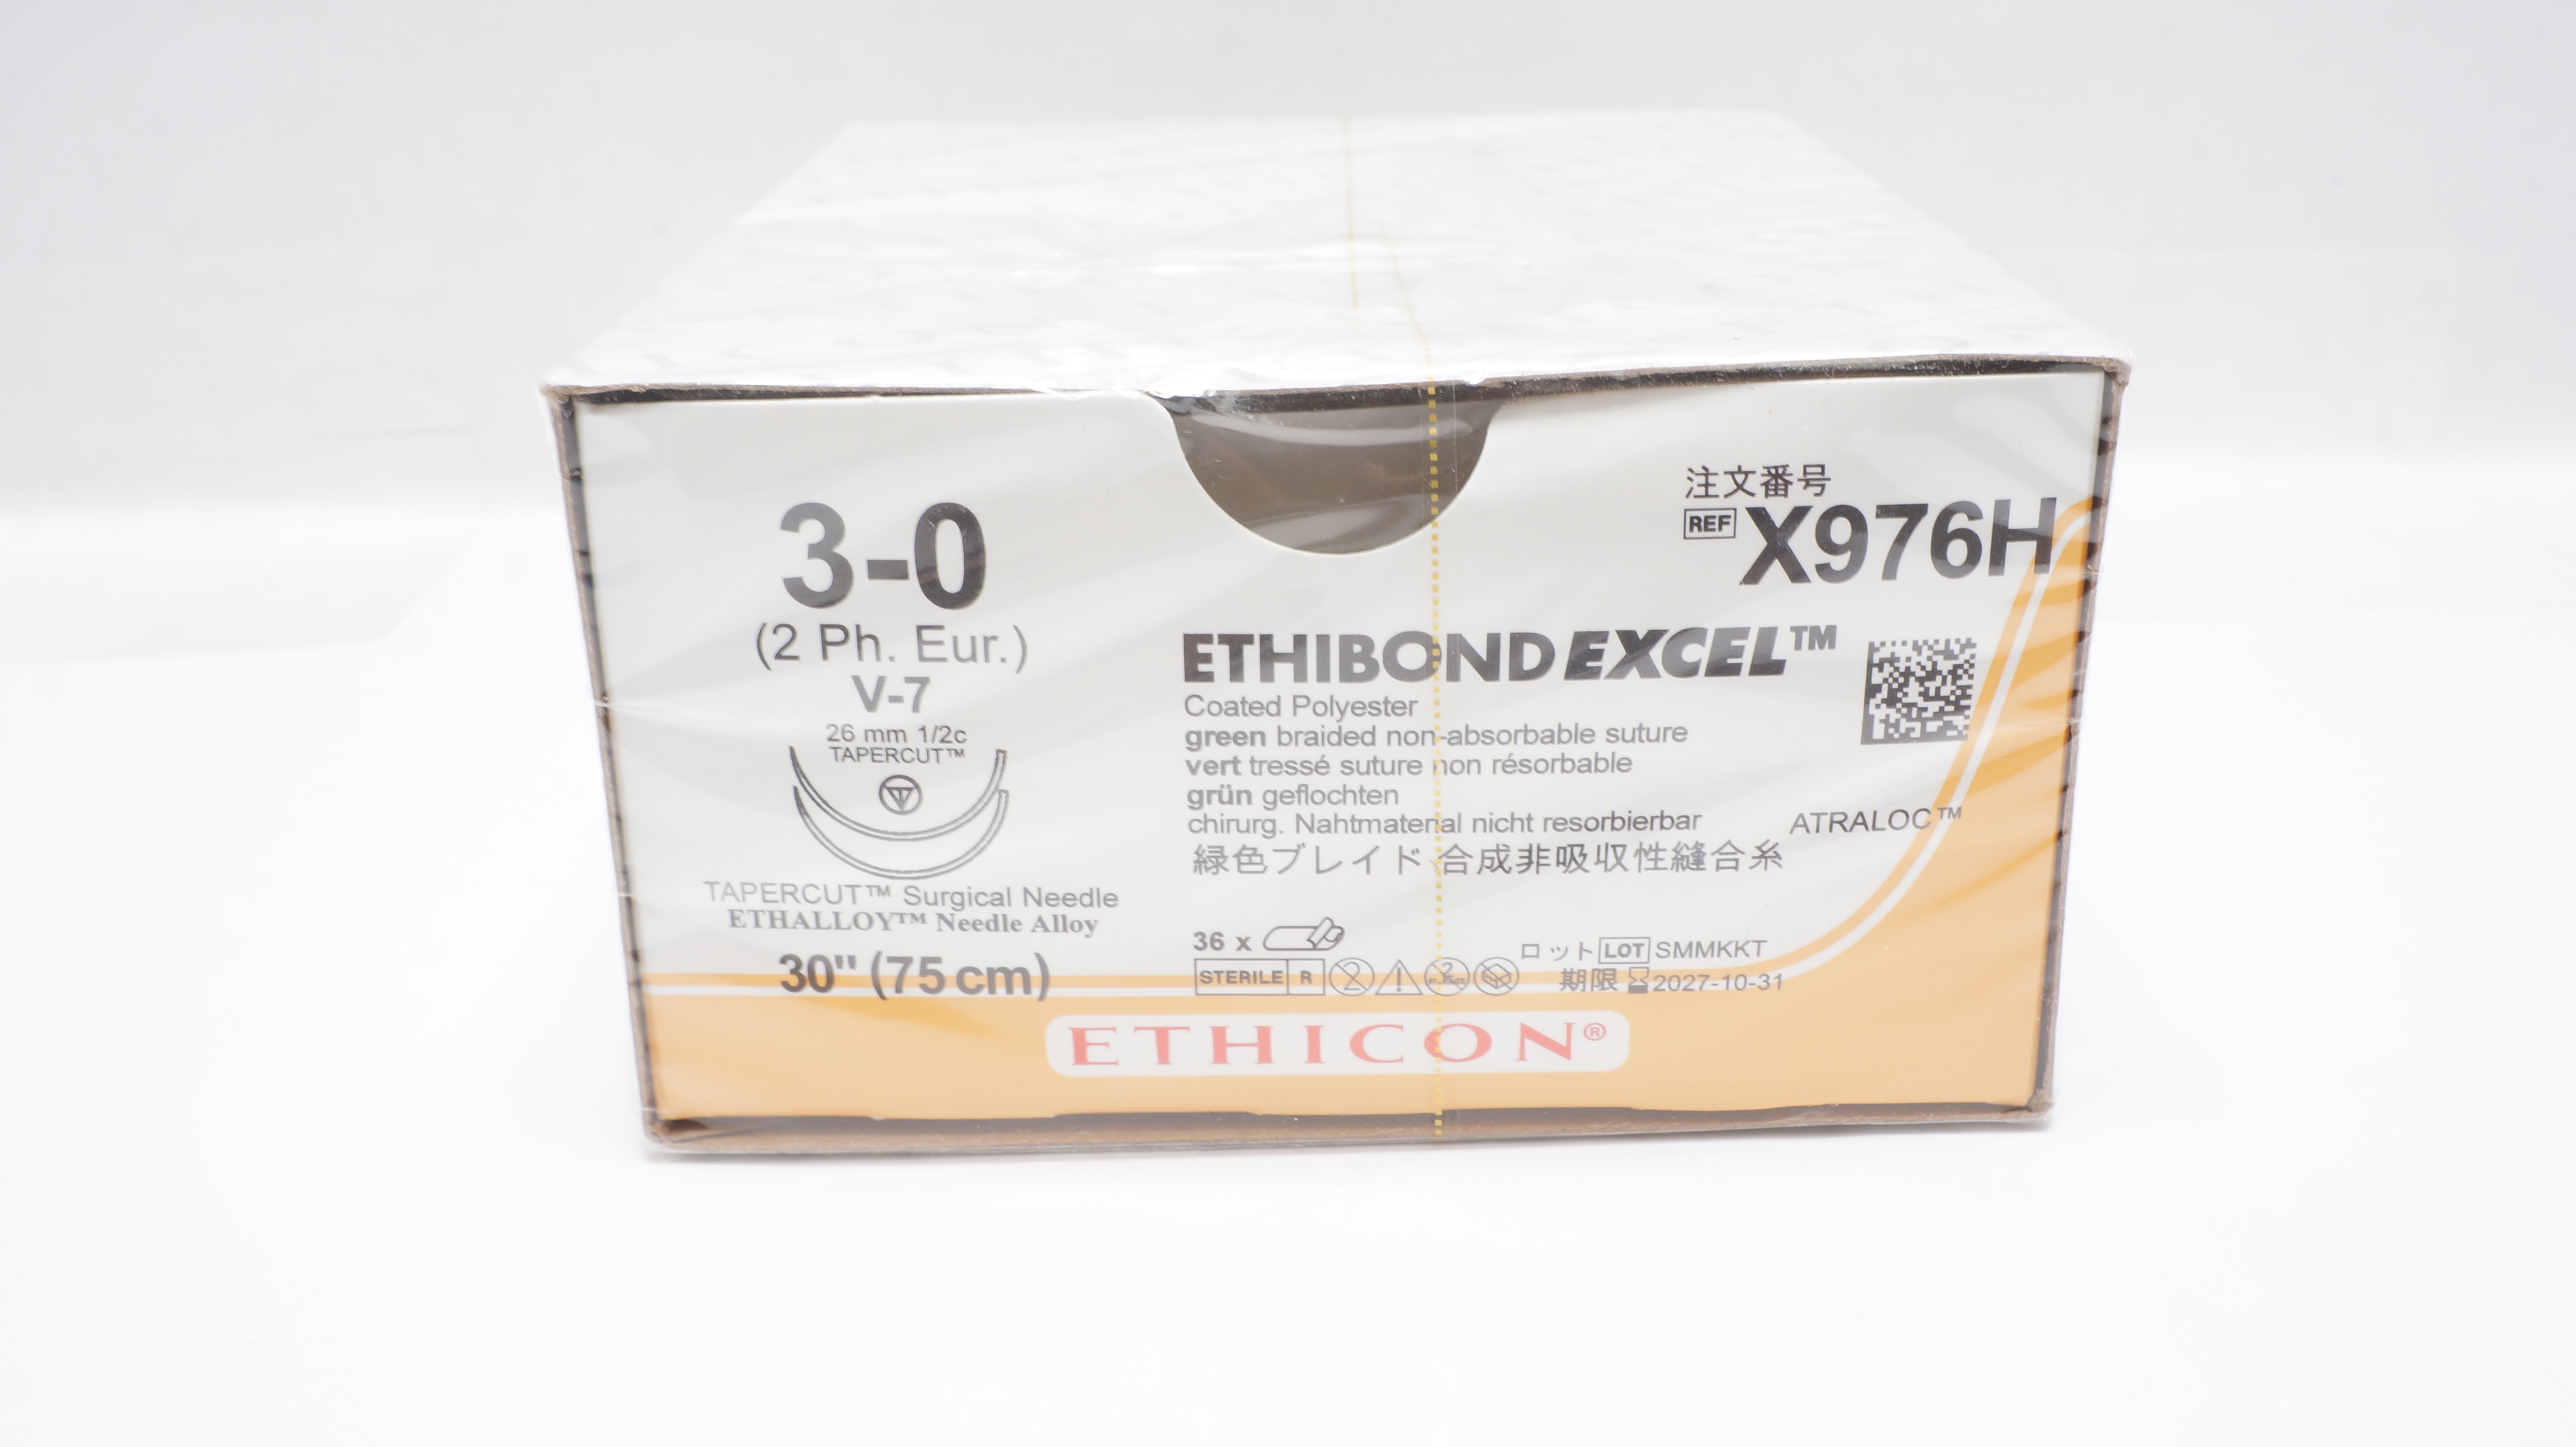 3-0
(2 Ph. Eur.)
V-7
26 mm 1/2c
TAPERCUT™
TAPERCUT™ Surgical Needle
ETHALLOY™ Needle Alloy
30" (75 cm)
注文番号
REF X976H
ETHIBOND EXCEL™
Coated Polyester
green braided non-absorbable suture
vert tressé suture non résorbable
grün geflochten
chirurg. Nahtmaterial nicht resorbierbar
ATRALOC™
緑色ブレイド 合成非吸収性縫合糸
36 x
STERILE R
2
ロット LOT SMMKKT
期限 2027-10-31
ETHICON®